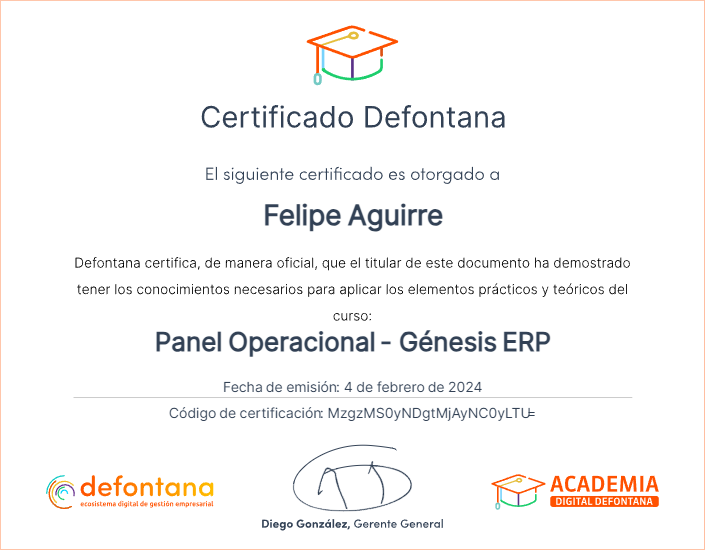 Certificado Defontana
El siguiente certificado es otorgado a
Felipe Aguirre
Defontana certifica, de manera oficial, que el titular de este documento ha demostrado
tener los conocimientos necesarios para aplicar los elementos prácticos y teóricos del
curso:
Panel Operacional - Génesis ERP
Fecha de emisión: 4 de febrero de 2024
Código de certificación: MzgzMS0yNDgtMjAyNC0yLTU=
defontana
ecosistema digital de gestión empresarial
Diego González, Gerente General
ACADEMIA
DIGITAL DEFONTANA